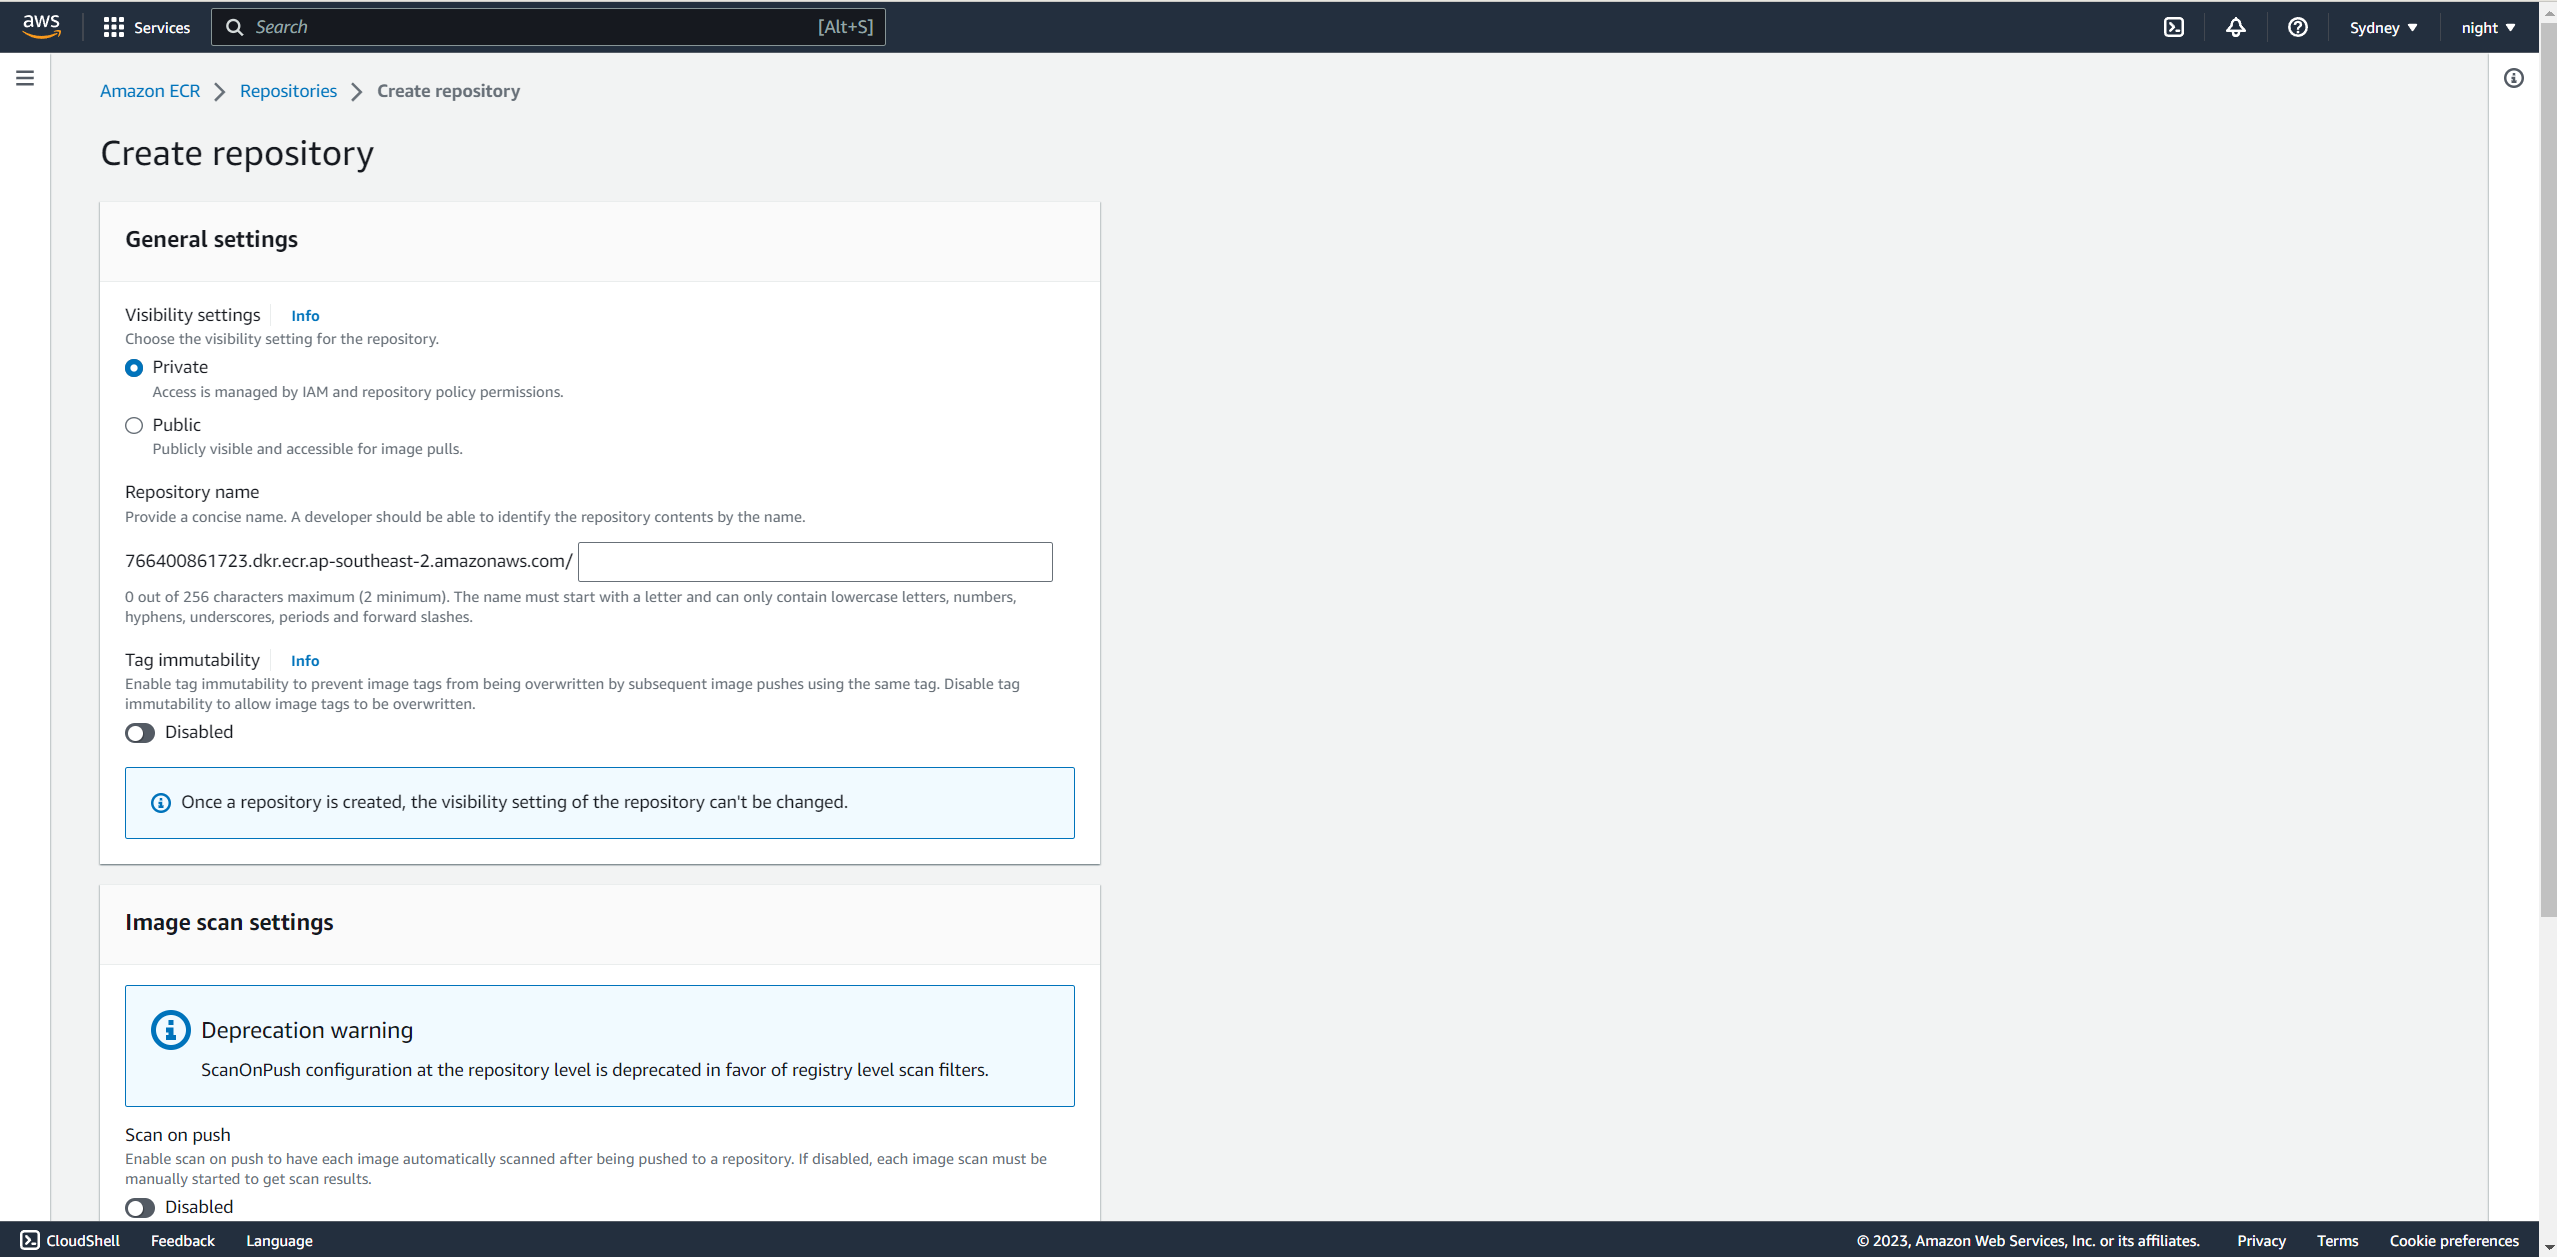 aws
Services
Search
[Alt+S]
Sydney
night
Amazon ECR
Repositories
Create repository
Create repository
General settings
Visibility settings
Info
Choose the visibility setting for the repository.
Private
Access is managed by IAM and repository policy permissions.
Public
Publicly visible and accessible for image pulls.
Repository name
Provide a concise name. A developer should be able to identify the repository contents by the name.
766400861723.dkr.ecr.ap-southeast-2.amazonaws.com/
0 out of 256 characters maximum (2 minimum). The name must start with a letter and can only contain lowercase letters, numbers,
hyphens, underscores, periods and forward slashes.
Tag immutability
Info
Enable tag immutability to prevent image tags from being overwritten by subsequent image pushes using the same tag. Disable tag
immutability to allow image tags to be overwritten.
Disabled
Once a repository is created, the visibility setting of the repository can't be changed.
Image scan settings
Deprecation warning
ScanOnPush configuration at the repository level is deprecated in favor of registry level scan filters.
Scan on push
Enable scan on push to have each image automatically scanned after being pushed to a repository. If disabled, each image scan must be
manually started to get scan results.
Disabled
CloudShell
Feedback
Language
© 2023, Amazon Web Services, Inc. or its affiliates.
Privacy
Terms
Cookie preferences